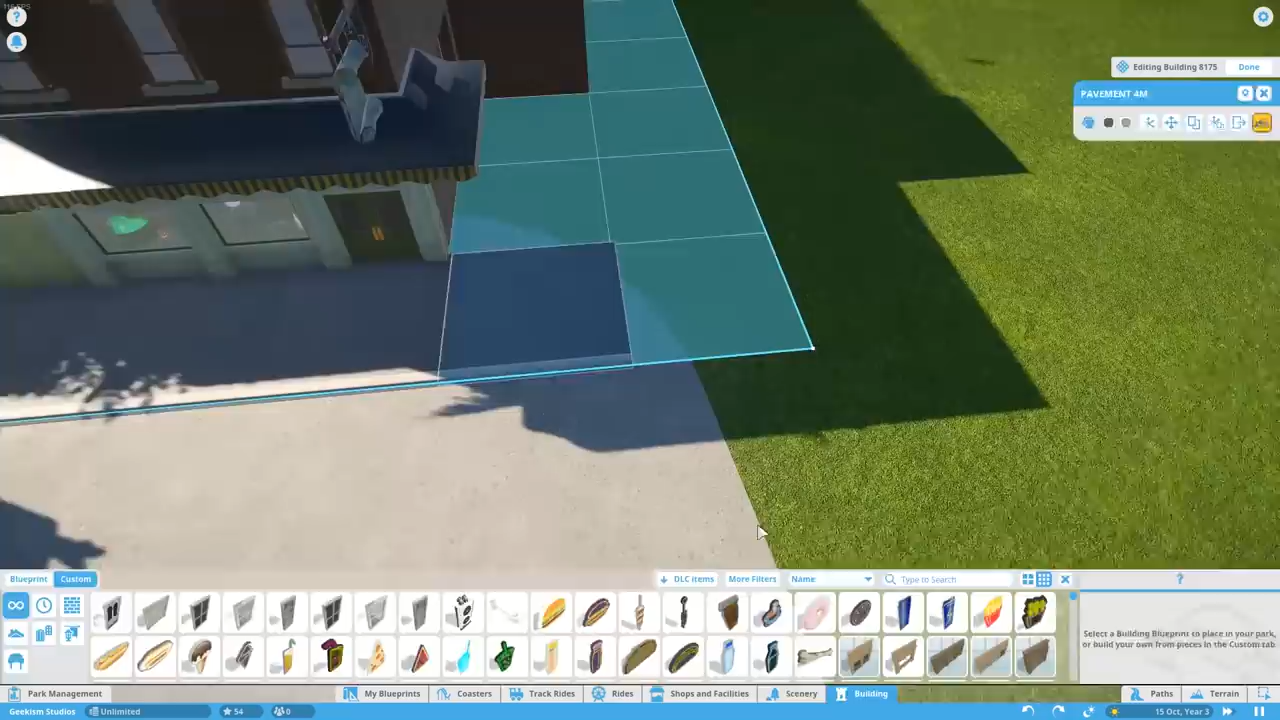 116 FPS
?
Editing Building 8175 Done
PAVEMENT 4M
Blueprint Custom DLC items More Filters Name: Type to Search ?
Select a Building Blueprint to place in your park,
or build your own from pieces in the Custom tab.
Park Management My Blueprints Coasters Track Rides Rides Shops and Facilities Scenery Building Paths Terrain
Geekism Studios Unlimited 54 0 15 Oct, Year 3